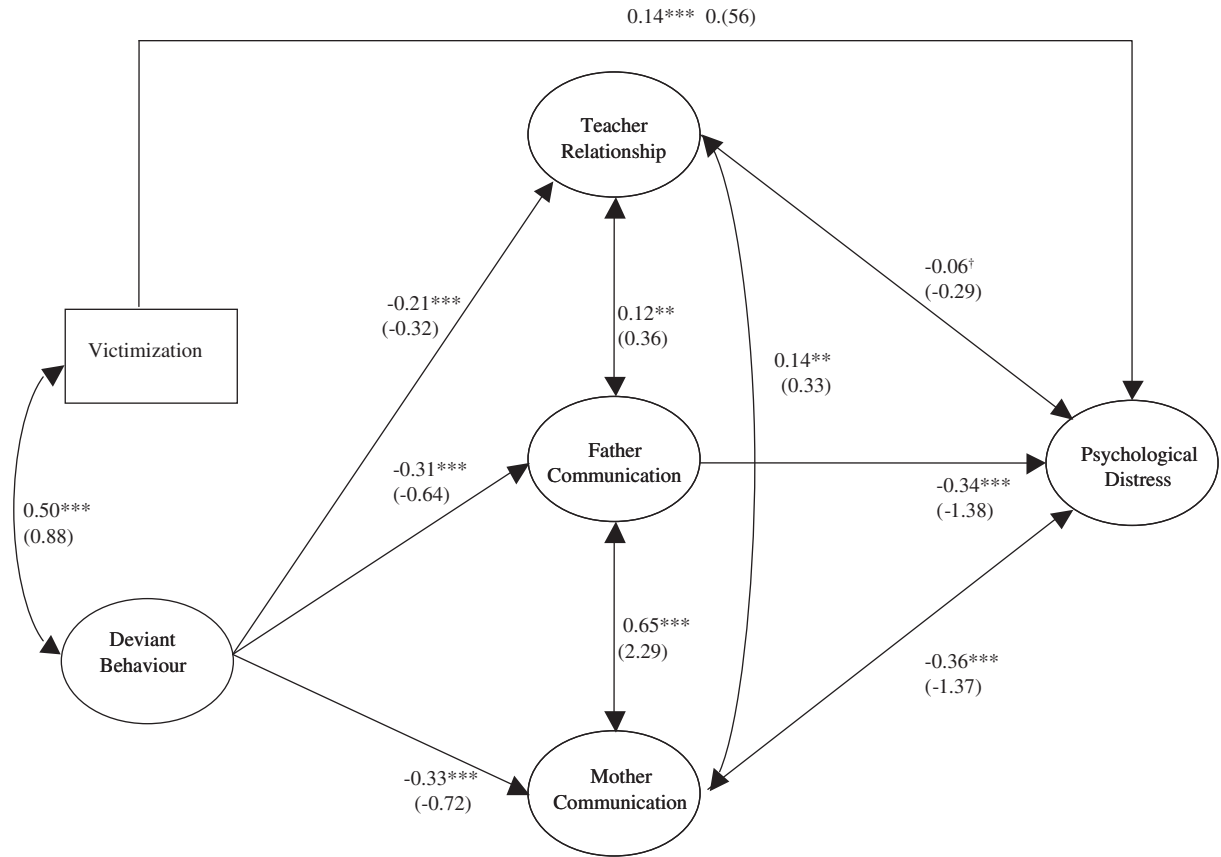 0.14*** 0.(56)
Teacher
Relationship
-0.06†
(-0.29)
-0.21***
(-0.32)
0.12**
(0.36)
Victimization
0.14**
(0.33)
Father
Communication
Psychological
Distress
-0.31***
(-0.64)
-0.34***
(-1.38)
0.50***
(0.88)
Deviant
Behaviour
0.65***
(2.29)
-0.36***
(-1.37)
-0.33***
(-0.72)
Mother
Communication